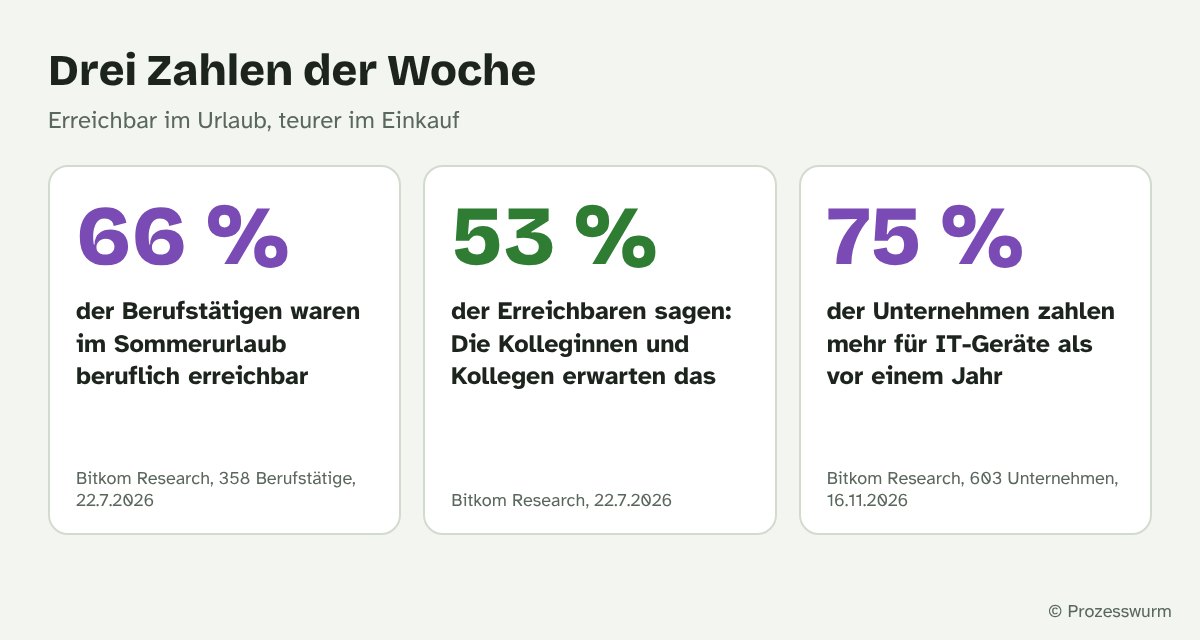 Drei Zahlen der Woche
Erreichbar im Urlaub, teurer im Einkauf
66 %
der Berufstätigen waren
im Sommerurlaub
beruflich erreichbar
Bitkom Research, 358 Berufstätige,
22.7.2026
53 %
der Erreichbaren sagen:
Die Kolleginnen und
Kollegen erwarten das
Bitkom Research, 22.7.2026
75 %
der Unternehmen zahlen
mehr für IT-Geräte als
vor einem Jahr
Bitkom Research, 603 Unternehmen,
16.11.2026
© Prozesswurm